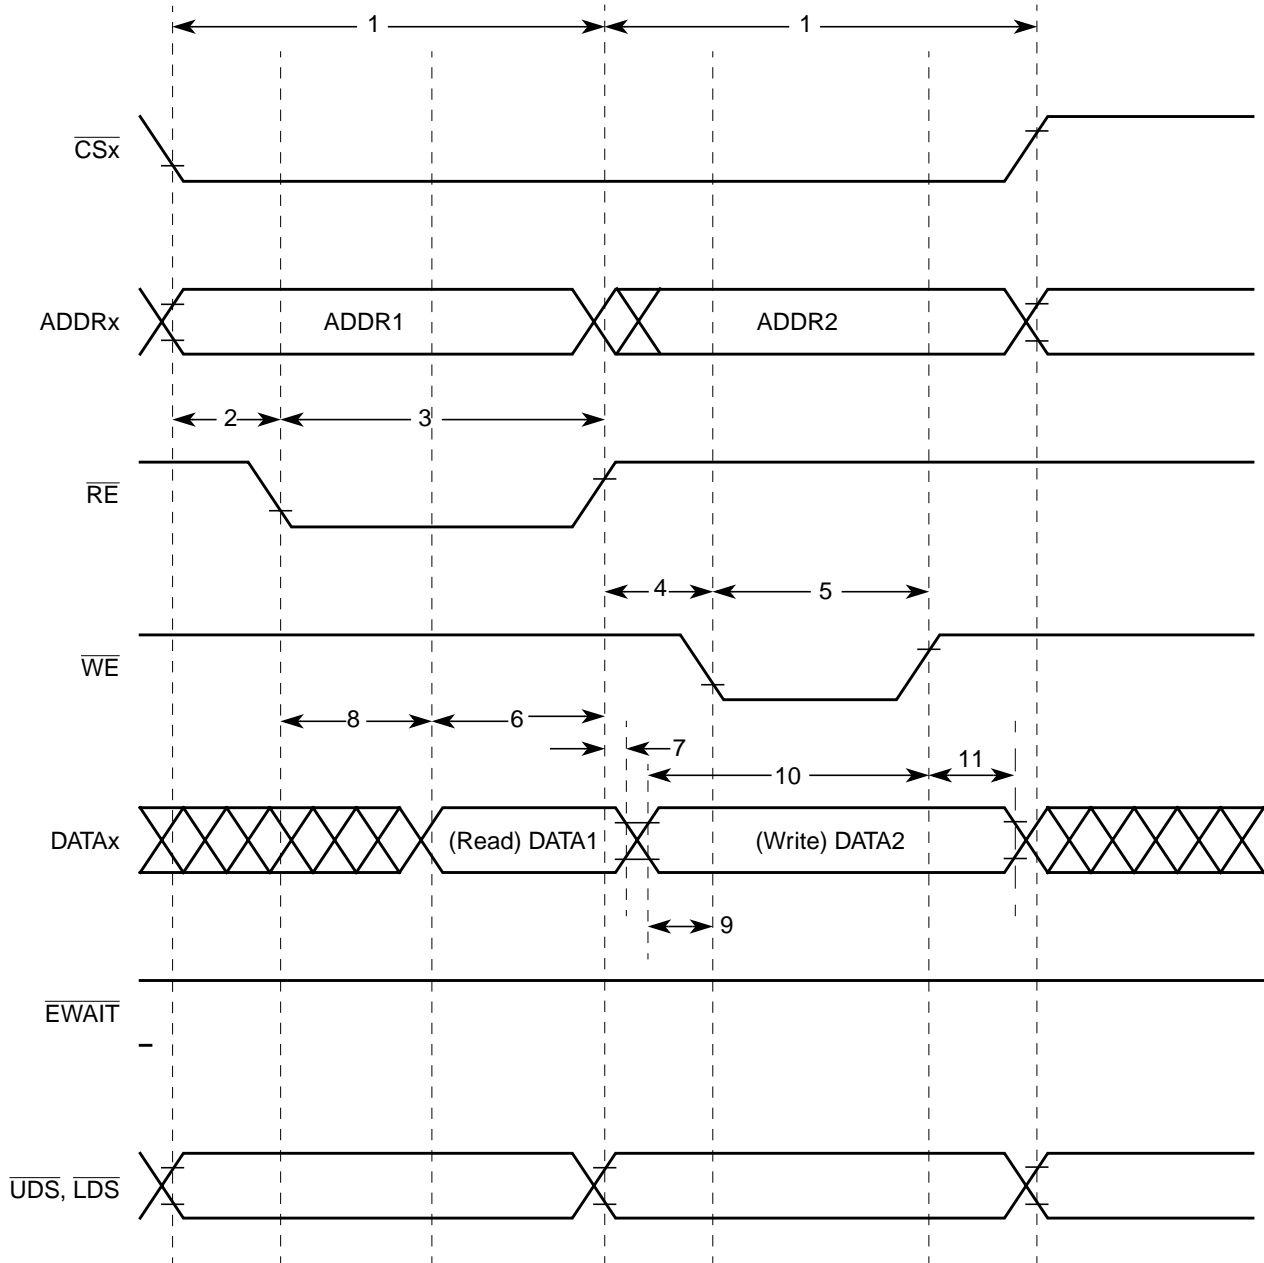 1 1
CSx
ADDRx ADDR1 ADDR2
2 3
RE
4 5
WE
8 6
7
10 11
DATAx (Read) DATA1 (Write) DATA2
9
EWAIT
UDS, LDS